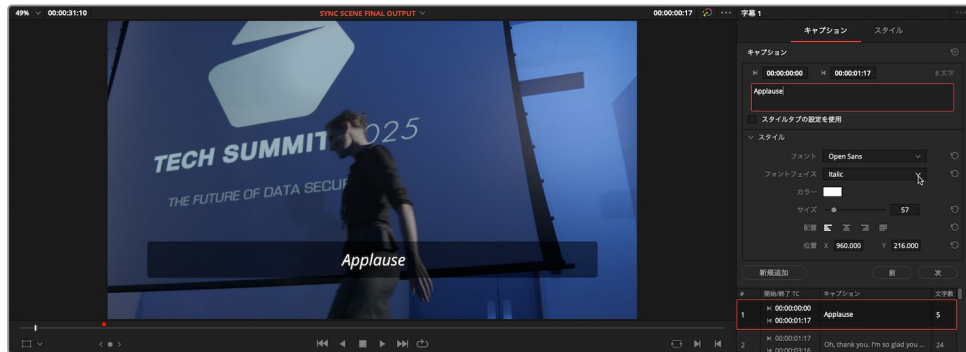 49% 00:00:31:10 SYNC SCENE FINAL OUTPUT 00:00:00:17
TECH SUMMIT 2025
THE FUTURE OF DATA SECUR
Applause
字幕 1
キャプション スタイル
キャプション
00:00:00:00 00:00:01:17 8 文字
Applause
スタイルタブの設定を使用
スタイル
フォント Open Sans
フォントフェイス Italic
カラー
サイズ 57
配置
位置 X 960.000 Y 216.000
新規追加 前 次
# 開始/終了 TC キャプション 文字数
1 00:00:00:00 Applause 5
00:00:01:17
2 00:00:01:17 Oh, thank you. I'm so glad you ... 24
00:00:03:16